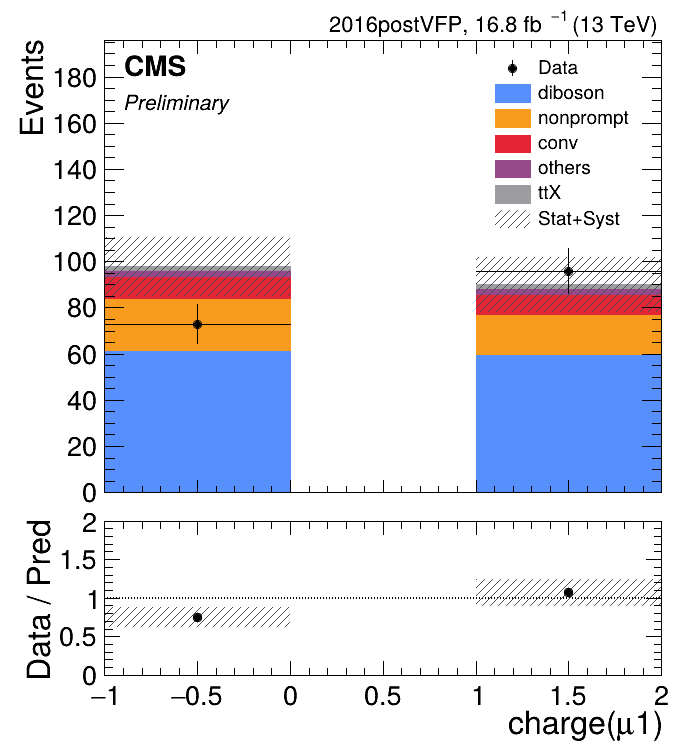 2016postVFP, 16.8 fb⁻¹ (13 TeV)
CMS
Preliminary
Events
180
160
140
120
100
80
60
40
20
0
Data
diboson
nonprompt
conv
others
ttX
Stat+Syst
Data / Pred
2
1.5
1
0.5
0
−1
−0.5
0
0.5
1
1.5
2
charge(μ1)